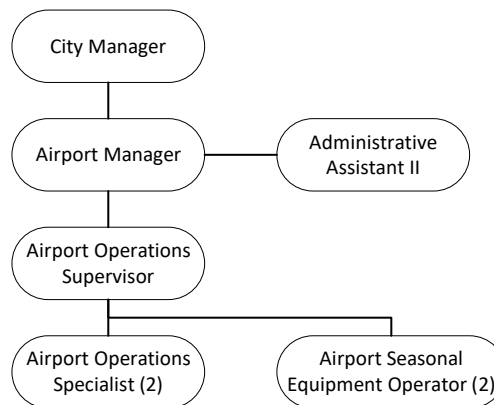 City Manager
Airport Manager
Administrative
Assistant II
Airport Operations
Supervisor
Airport Operations
Specialist (2)
Airport Seasonal
Equipment Operator (2)